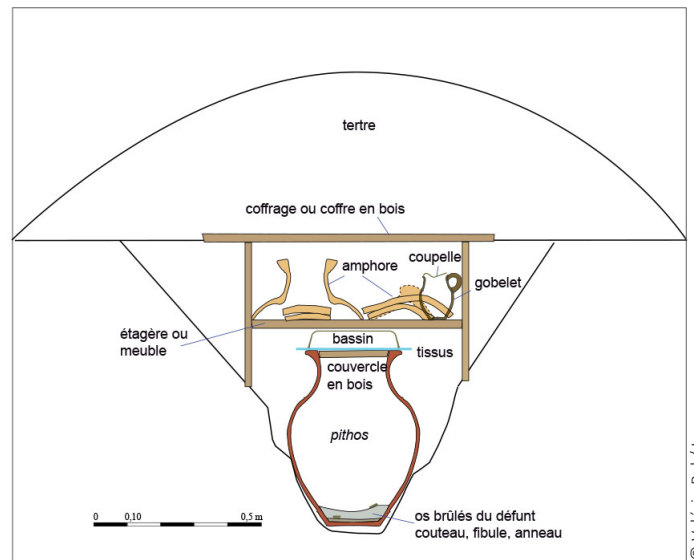 tertre
coffrage ou coffre en bois
coupelle
amphore
gobelet
étagère ou
meuble
bassin
tissus
couvercle
en bois
pithos
0 0,10 0,5 m
os brûlés du défunt
couteau, fibule, anneau